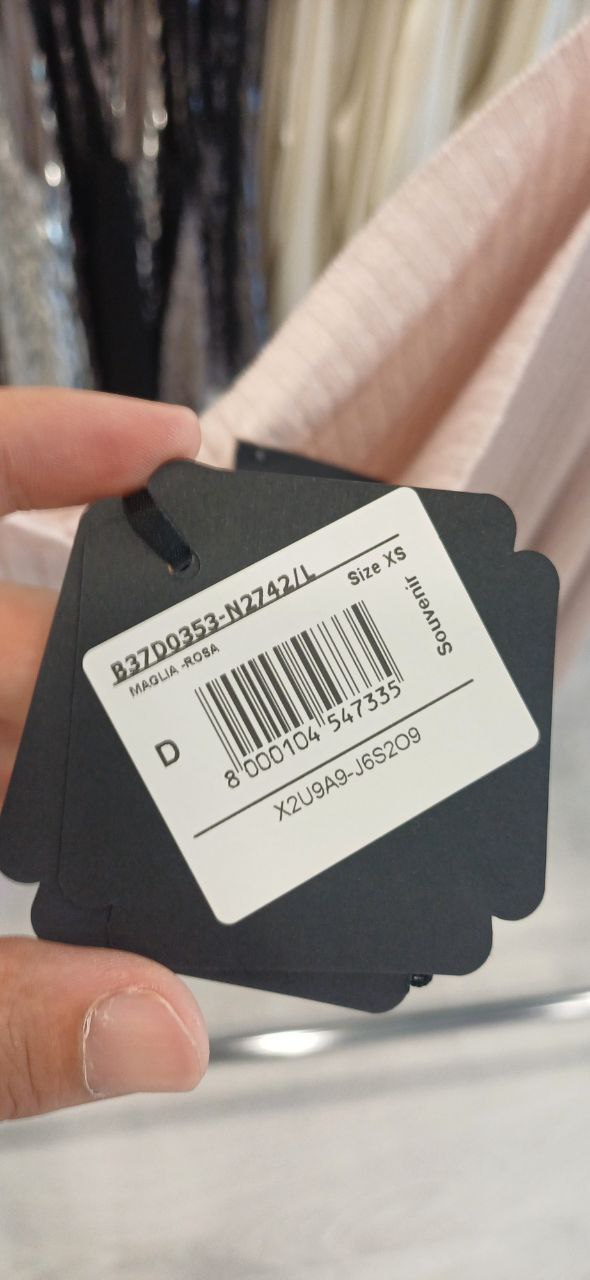 B37D0353-N2742/L
Size XS
MAGLIA -ROSA
Souvenir
D
8 000104 547335
X2U9A9-J6S2O9